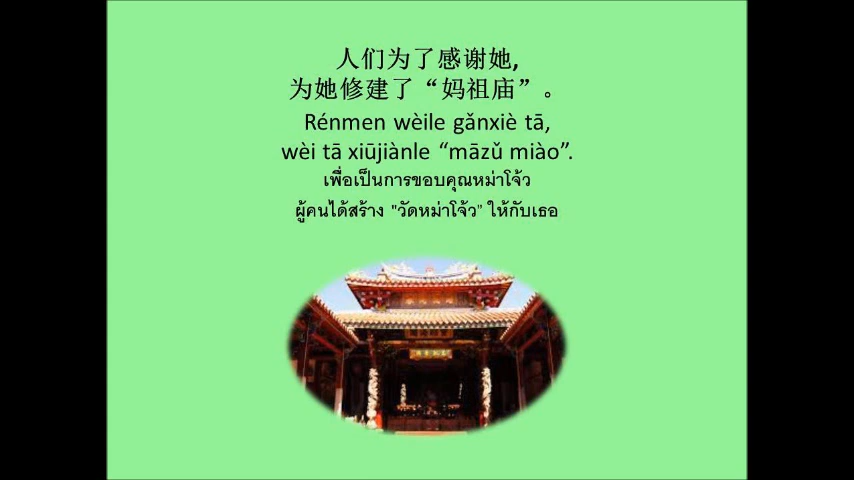 人们为了感谢她,
为她修建了“妈祖庙”。
Rénmen wèile gǎnxiè tā,
wèi tā xiūjiànle “māzǔ miào”.
เพื่อเป็นการขอบคุณหม่าโจ้ว
ผู้คนได้สร้าง "วัดหม่าโจ้ว” ให้กับเธอ